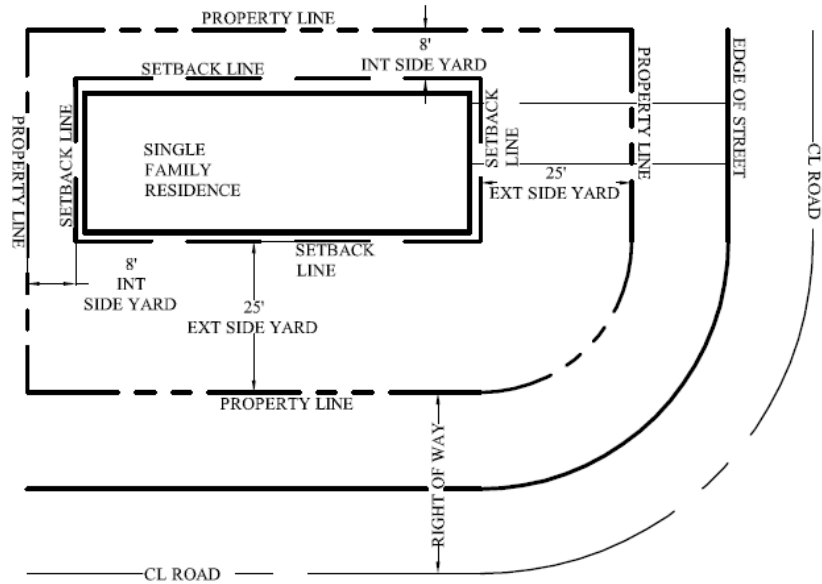 PROPERTY LINE
8'
INT SIDE YARD
SETBACK LINE
EDGE OF STREET
PROPERTY LINE
SETBACK
LINE
PROPERTY LINE
SETBACK LINE
SINGLE
FAMILY
RESIDENCE
CL ROAD
25'
EXT SIDE YARD
SETBACK
LINE
8'
INT
SIDE YARD
25'
EXT SIDE YARD
PROPERTY LINE
RIGHT OF WAY
CL ROAD